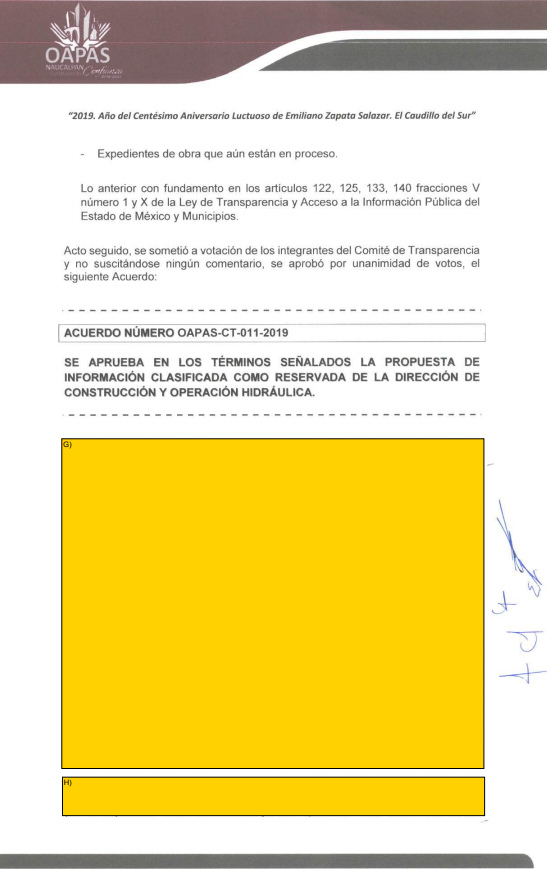 OAPAS
NAUCALPAN
Confianza
"2019. Año del Centésimo Aniversario Luctuoso de Emiliano Zapata Salazar. El Caudillo del Sur"
- Expedientes de obra que aún están en proceso.
Lo anterior con fundamento en los artículos 122, 125, 133, 140 fracciones V
número 1 y X de la Ley de Transparencia y Acceso a la Información Pública del
Estado de México y Municipios.
Acto seguido, se sometió a votación de los integrantes del Comité de Transparencia
y no suscitándose ningún comentario, se aprobó por unanimidad de votos, el
siguiente Acuerdo:
ACUERDO NÚMERO OAPAS-CT-011-2019
SE APRUEBA EN LOS TÉRMINOS SEÑALADOS LA PROPUESTA DE
INFORMACIÓN CLASIFICADA COMO RESERVADA DE LA DIRECCIÓN DE
CONSTRUCCIÓN Y OPERACIÓN HIDRÁULICA.
G)
H)